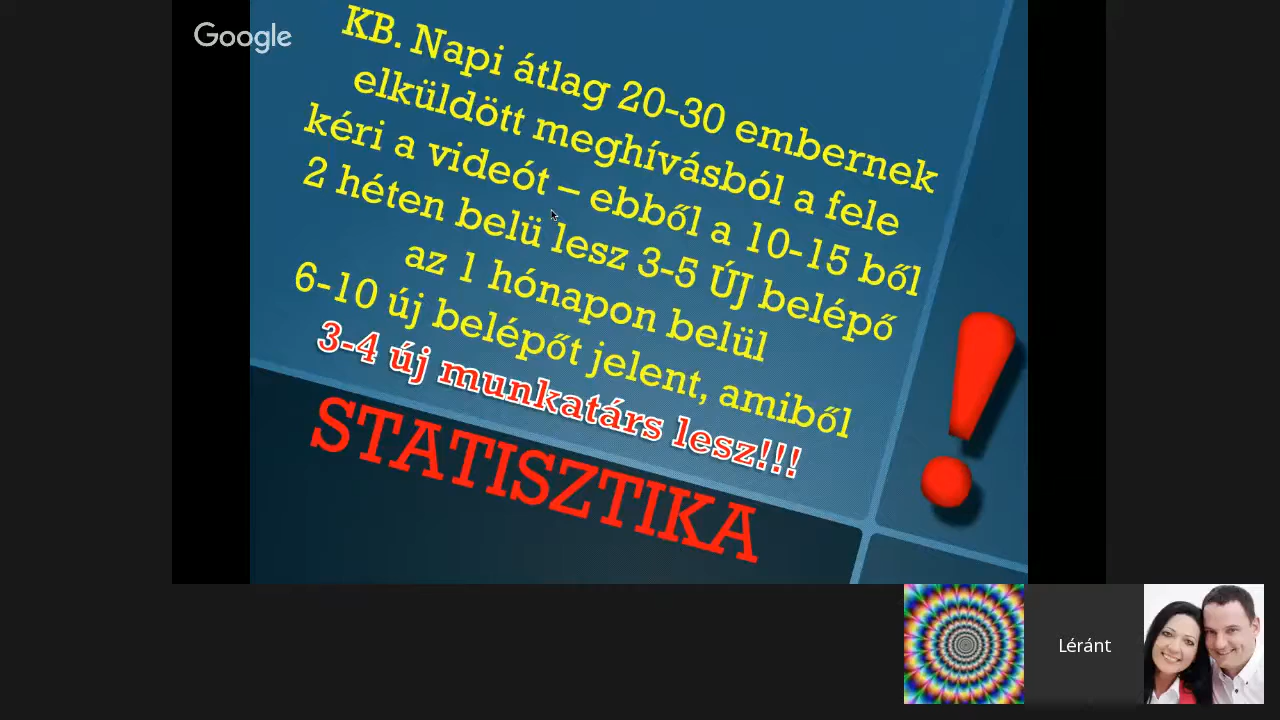 Google
KB. Napi átlag 20-30 embernek
elküldött meghívásból a fele
kéri a videót – ebből a 10-15 ből
2 héten belü lesz 3-5 ÚJ belépő
az 1 hónapon belül
6-10 új belépőt jelent, amiből
3-4 új munkatárs lesz!!!
STATISZTIKA
!
Léránt